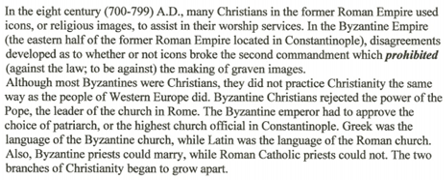 In the eight century (700-799) A.D., many Christians in the former Roman Empire used
icons, or religious images, to assist in their worship services. In the Byzantine Empire
(the eastern half of the former Roman Empire located in Constantinople), disagreements
developed as to whether or not icons broke the second commandment which prohibited
(against the law; to be against) the making of graven images.
Although most Byzantines were Christians, they did not practice Christianity the same
way as the people of Western Europe did. Byzantine Christians rejected the power of the
Pope, the leader of the church in Rome. The Byzantine emperor had to approve the
choice of patriarch, or the highest church official in Constantinople. Greek was the
language of the Byzantine church, while Latin was the language of the Roman church.
Also, Byzantine priests could marry, while Roman Catholic priests could not. The two
branches of Christianity began to grow apart.